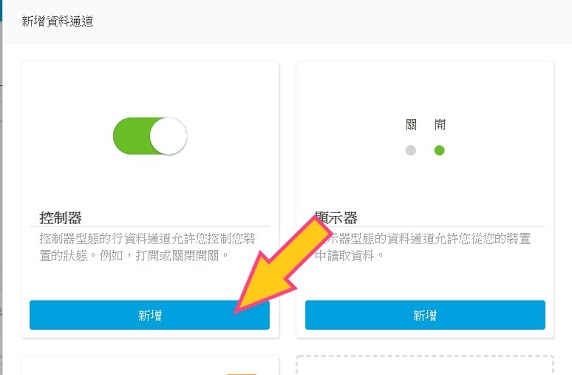 新增資料通道
關 開
控制器
顯示器
控制器型態的行資料通道允許您控制您裝
置的狀態。例如，打開或關閉開關。
示器型態的資料通道允許您從您的裝置
中讀取資料。
新增
新增